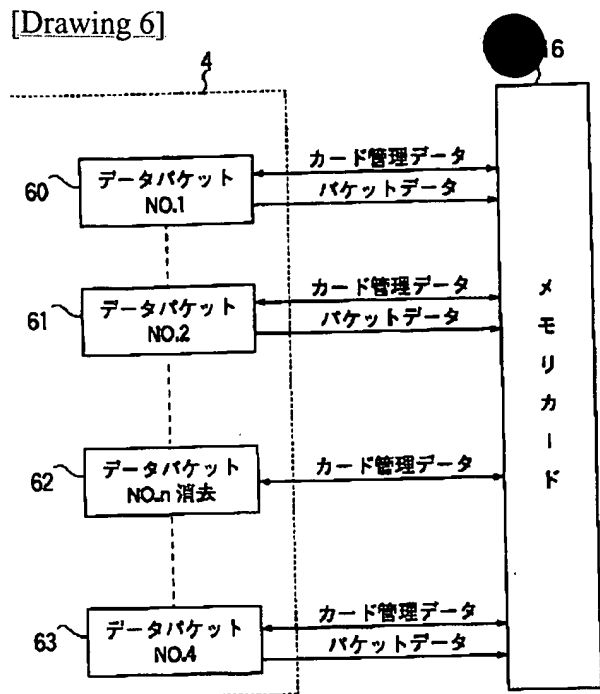 [Drawing 6]
4
16
60
データパケット
NO.1
カード管理データ
パケットデータ
61
データパケット
NO.2
カード管理データ
パケットデータ
メモリカード
62
データパケット
NO.n 消去
カード管理データ
63
データパケット
NO.4
カード管理データ
パケットデータ